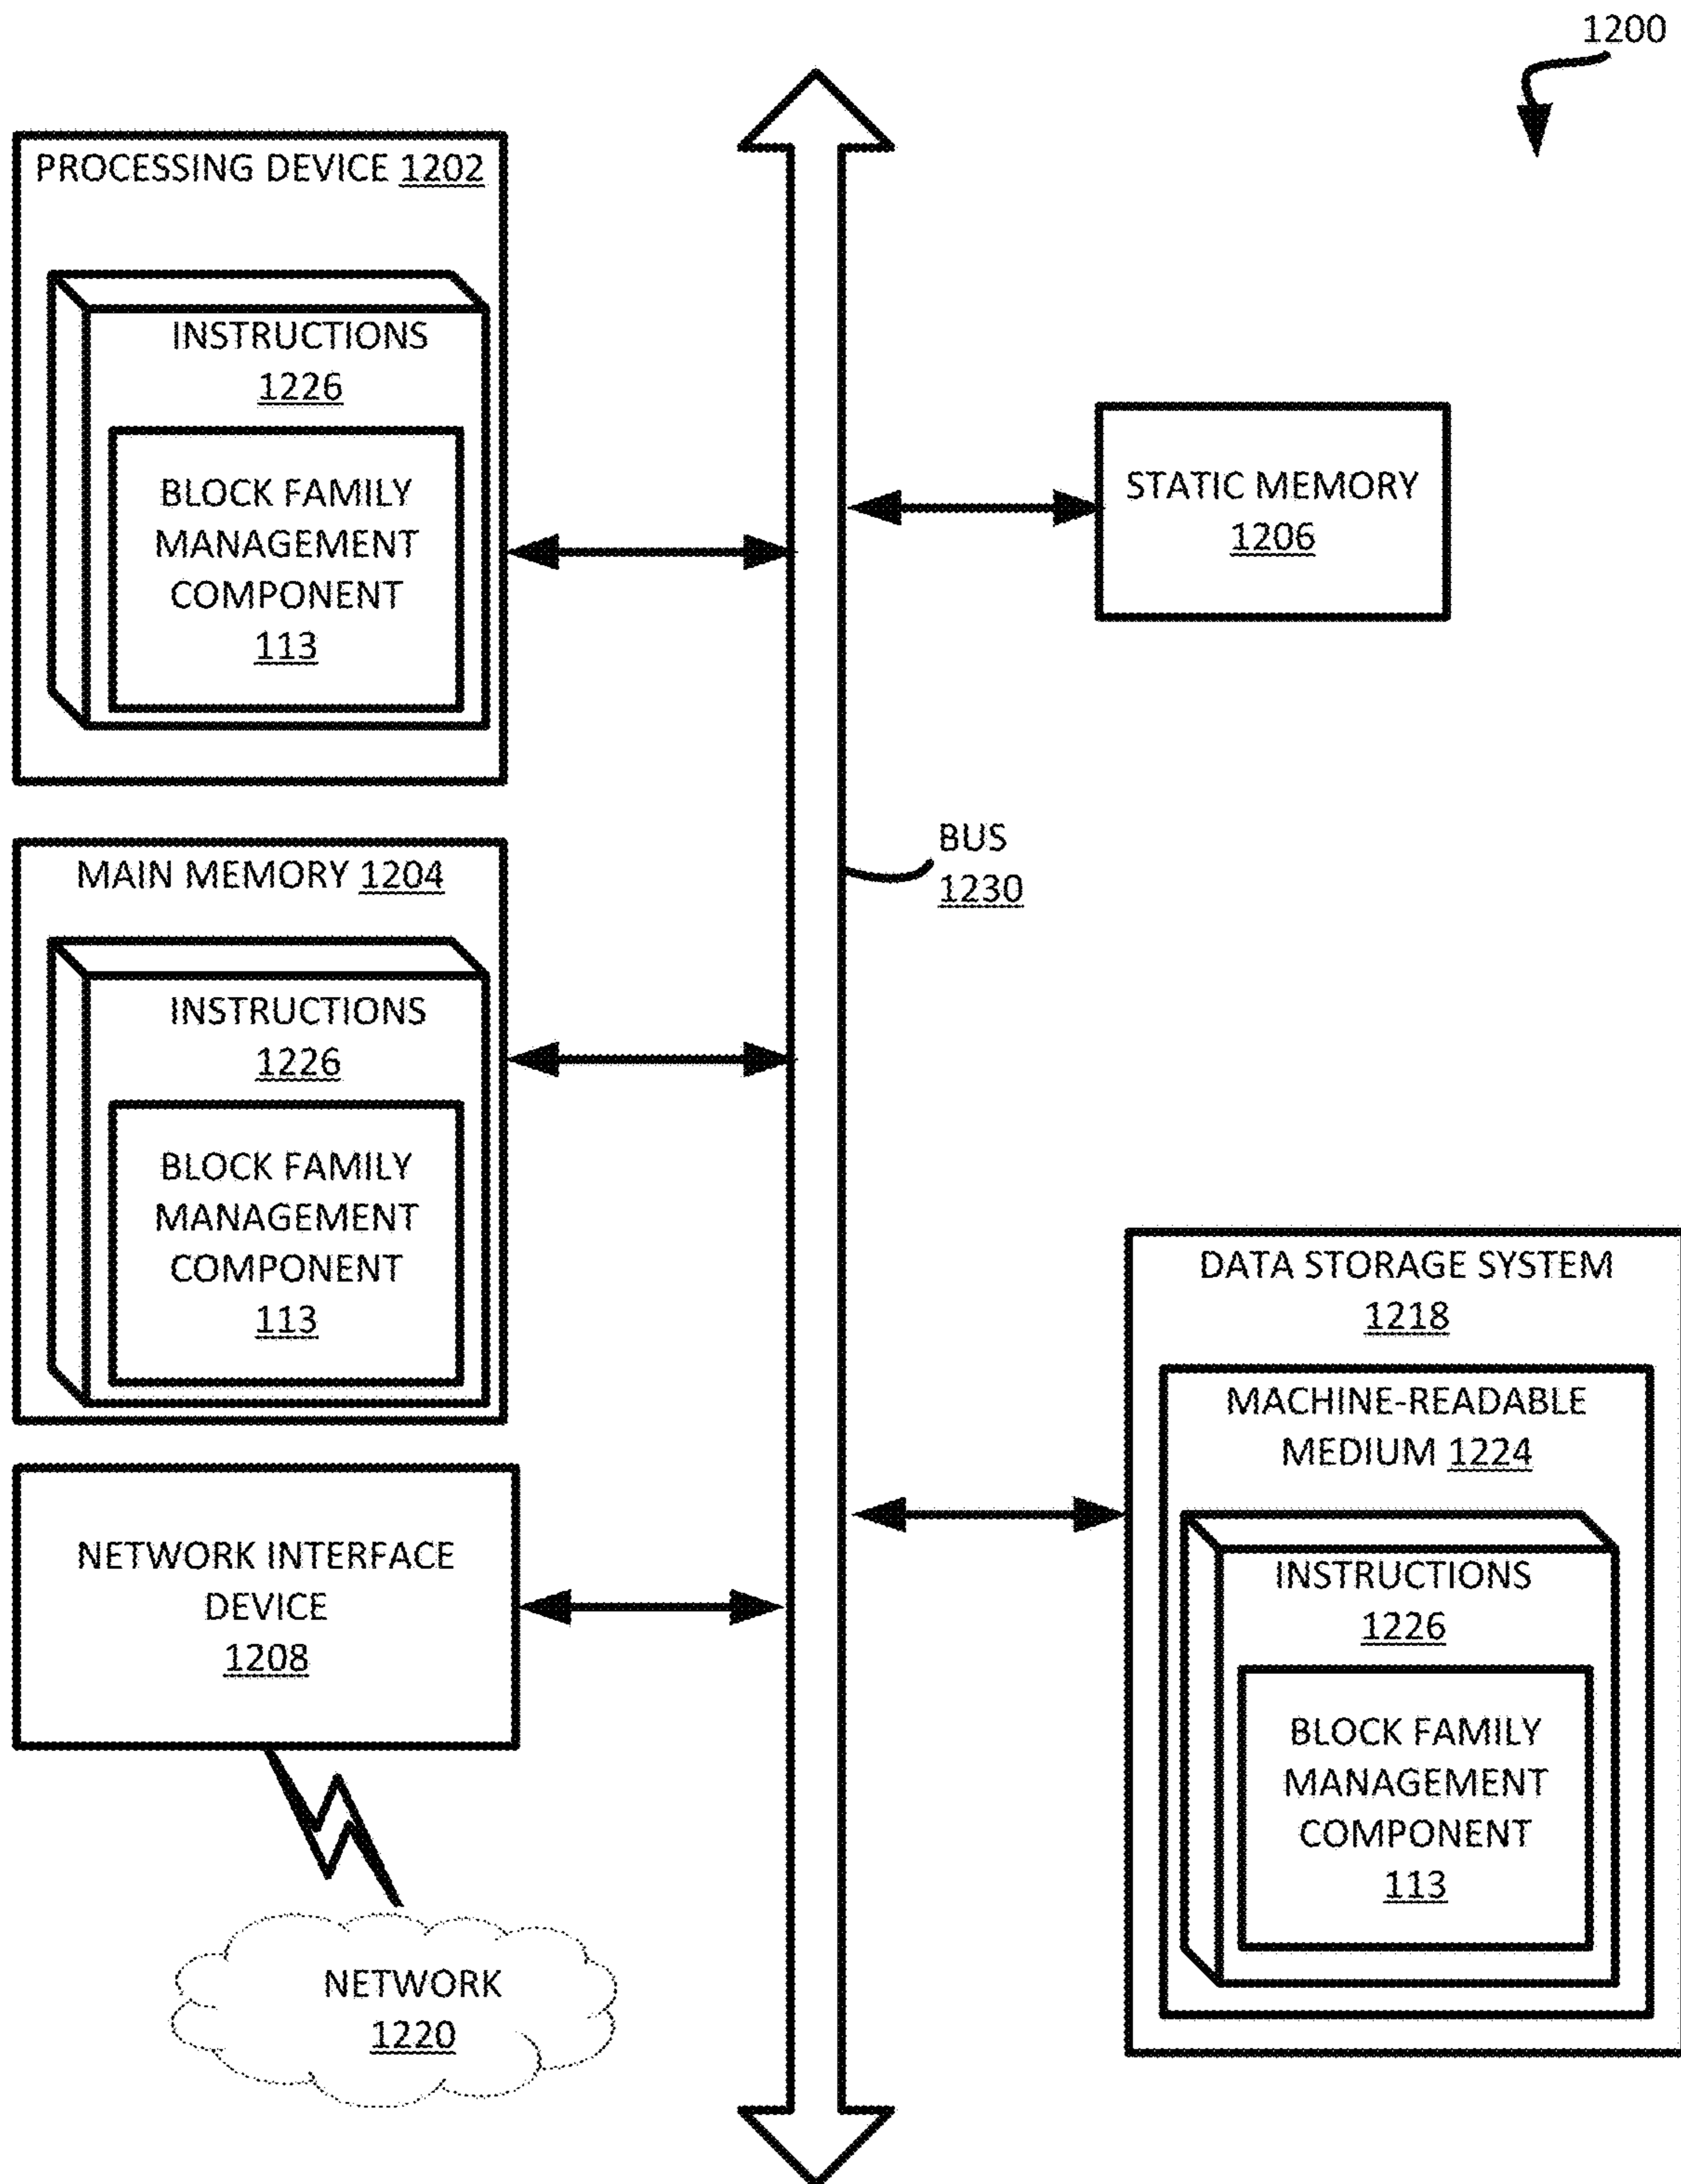 1200
PROCESSING DEVICE 1202
INSTRUCTIONS
1226
BLOCK FAMILY
MANAGEMENT
COMPONENT
113
STATIC MEMORY
1206
BUS
1230
MAIN MEMORY 1204
INSTRUCTIONS
1226
BLOCK FAMILY
MANAGEMENT
COMPONENT
113
DATA STORAGE SYSTEM
1218
MACHINE-READABLE
MEDIUM 1224
INSTRUCTIONS
1226
BLOCK FAMILY
MANAGEMENT
COMPONENT
113
NETWORK INTERFACE
DEVICE
1208
NETWORK
1220